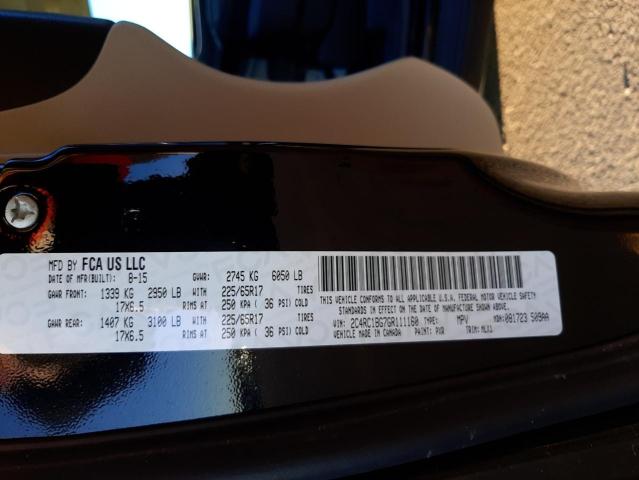 MFD BY FCA US LLC
DATE OF MFR(BUILT): 8-15 GVWR: 2745 KG 6050 LB
GAWR FRONT: 1339 KG 2950 LB WITH 225/65R17 TIRES
17X6.5 RIMS AT 250 KPA ( 36 PSI) COLD
GAWR REAR: 1407 KG 3100 LB WITH 225/65R17 TIRES
17X6.5 RIMS AT 250 KPA ( 36 PSI) COLD
THIS VEHICLE CONFORMS TO ALL APPLICABLE U.S.A. FEDERAL MOTOR VEHICLE SAFETY
STANDARDS IN EFFECT ON THE DATE OF MANUFACTURE SHOWN ABOVE.
VIN: 2C4RC1BG7GR111160 TYPE: MPV MDH: 081723 509AA
VEHICLE MADE IN CANADA PAINT: PXR TRIM: MLX1